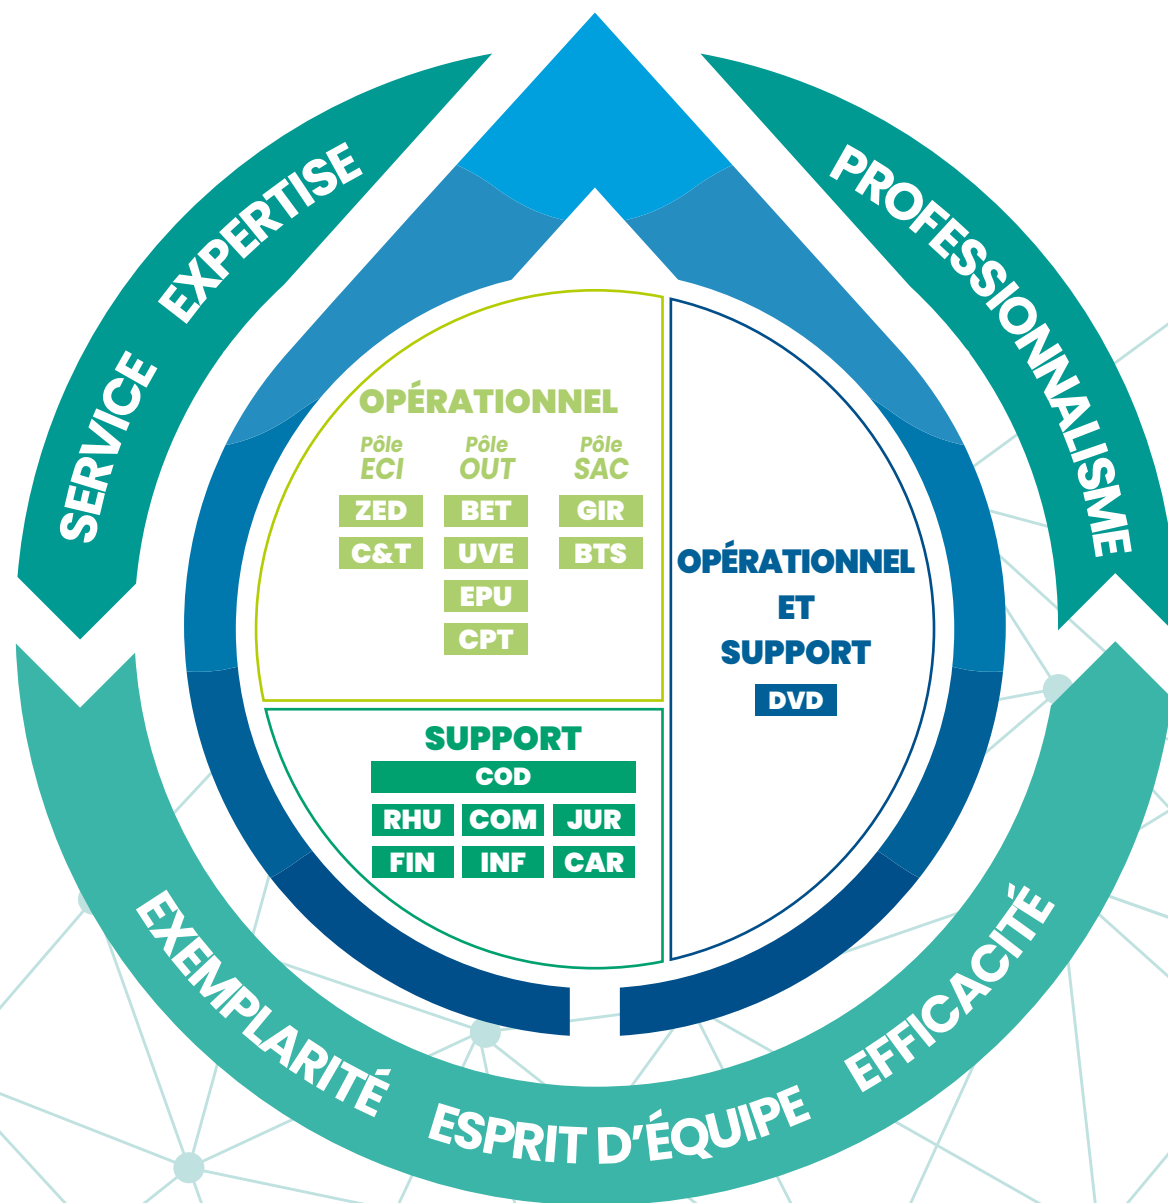 SERVICE EXPERTISE
PROFESSIONNALISME
OPÉRATIONNEL
Pôle ECI
ZED
C&T
Pôle OUT
BET
UVE
EPU
CPT
Pôle SAC
GIR
BTS
OPÉRATIONNEL
ET
SUPPORT
DVD
SUPPORT
COD
RHU COM JUR
FIN INF CAR
EXEMPLARITÉ ESPRIT D'ÉQUIPE EFFICACITÉ